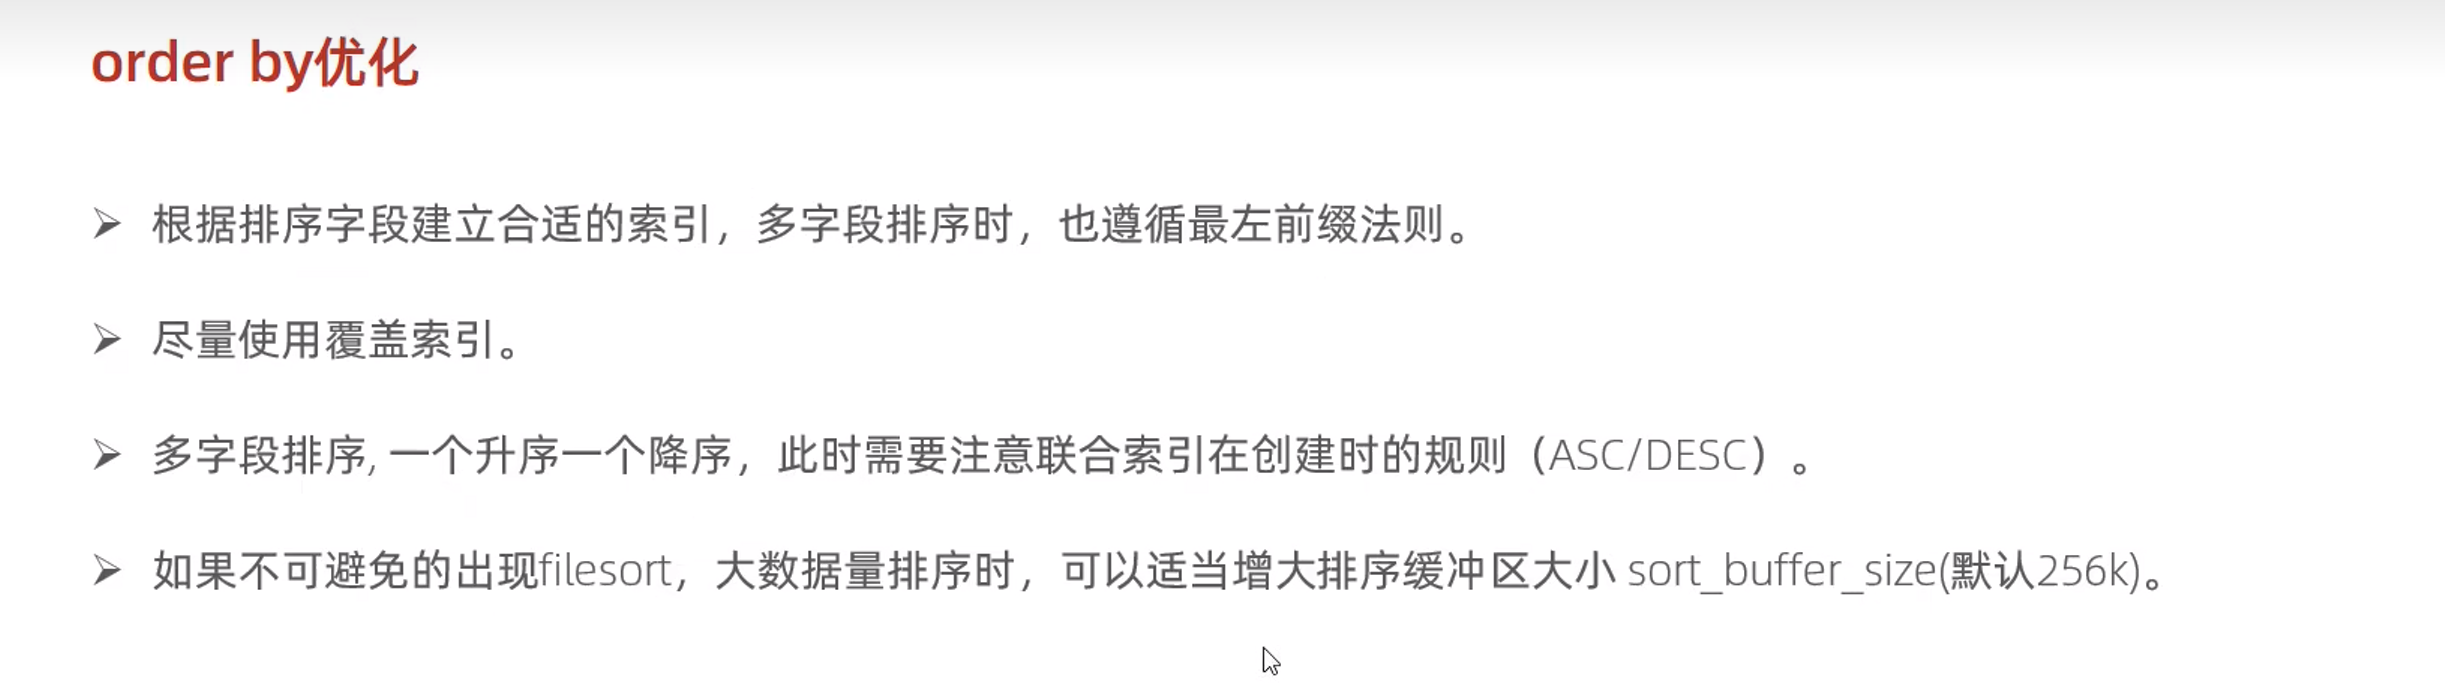 order by优化
根据排序字段建立合适的索引，多字段排序时，也遵循最左前缀法则。
尽量使用覆盖索引。
多字段排序, 一个升序一个降序，此时需要注意联合索引在创建时的规则（ASC/DESC）。
如果不可避免的出现filesort，大数据量排序时，可以适当增大排序缓冲区大小 sort_buffer_size(默认256k)。